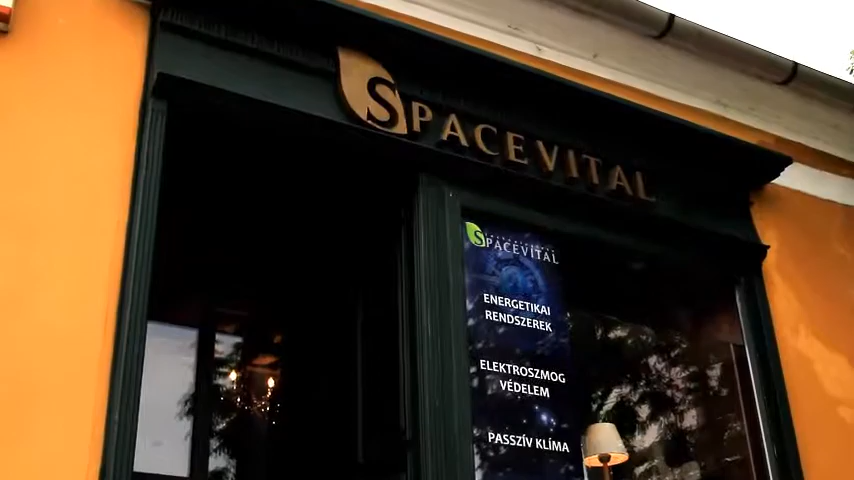 SPACEVITAL
SPACEVITAL
ENERGETIKAI
RENDSZEREK
ELEKTROSZMOG
VÉDELEM
PASSZÍV KLÍMA